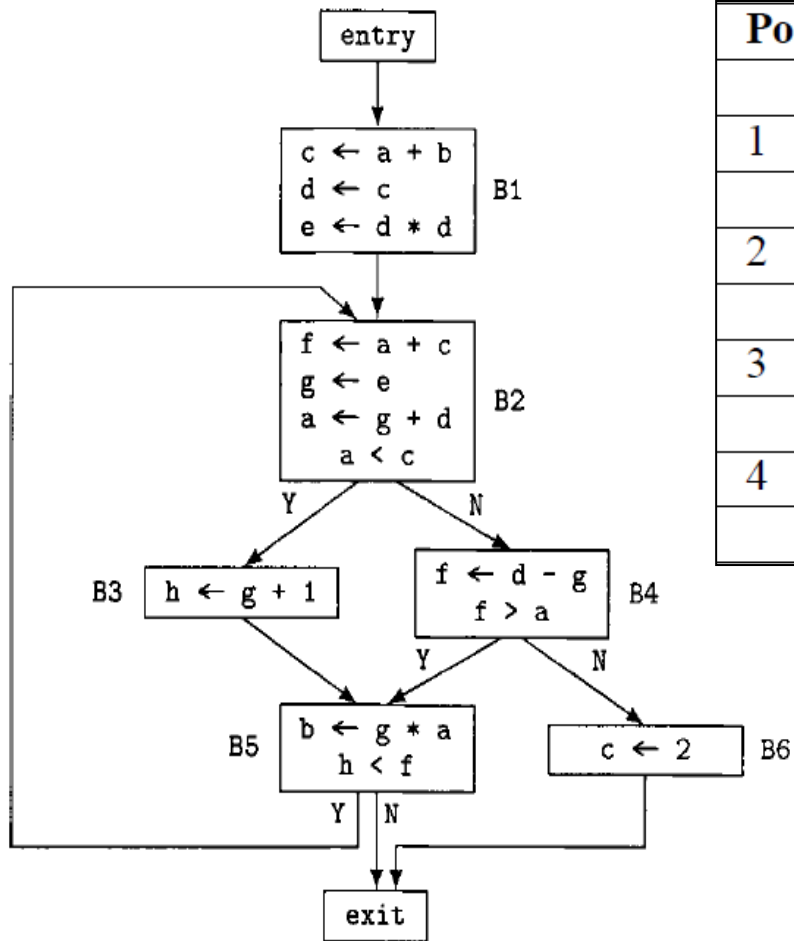 entry
c ← a + b
d ← c
e ← d * d
B1
f ← a + c
g ← e
a ← g + d
a < c
B2
Y
N
B3
h ← g + 1
f ← d - g
f > a
B4
Y
N
B5
b ← g * a
h < f
c ← 2
B6
Y
N
exit
Po
1
2
3
4